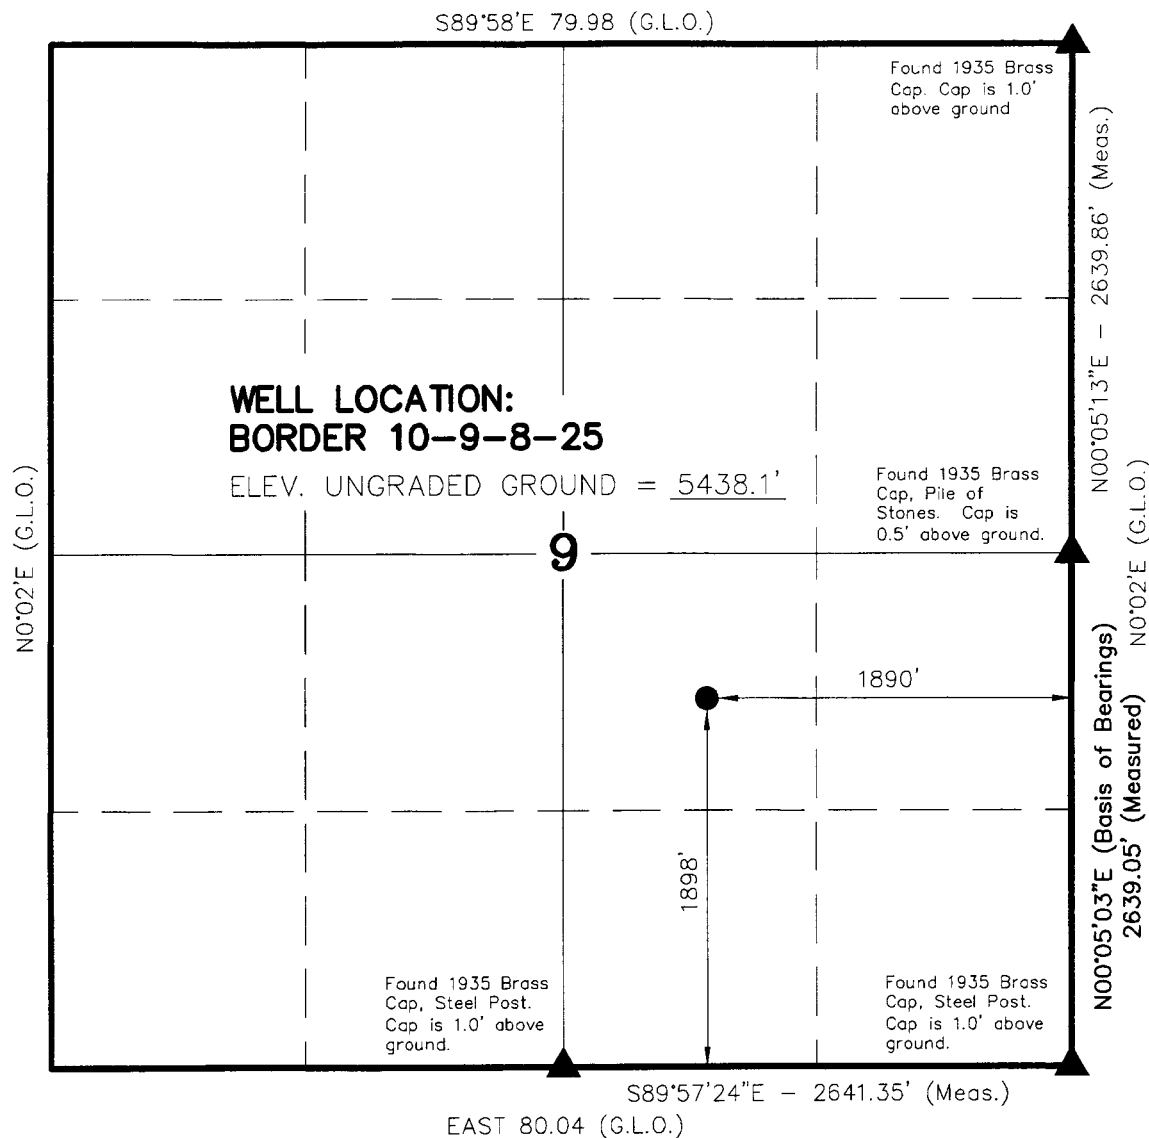 S89°58'E 79.98 (G.L.O.)
Found 1935 Brass
Cap. Cap is 1.0'
above ground
N00°05'13"E – 2639.86' (Meas.)
WELL LOCATION:
BORDER 10–9–8–25
ELEV. UNGRADED GROUND = 5438.1'
Found 1935 Brass
Cap, Pile of
Stones. Cap is
0.5' above ground.
N0°02'E (G.L.O.)
9
N0°02'E (G.L.O.)
1890'
N00°05'03"E (Basis of Bearings)
2639.05' (Measured)
1898'
Found 1935 Brass
Cap, Steel Post.
Cap is 1.0' above
ground.
Found 1935 Brass
Cap, Steel Post.
Cap is 1.0' above
ground.
S89°57'24"E – 2641.35' (Meas.)
EAST 80.04 (G.L.O.)